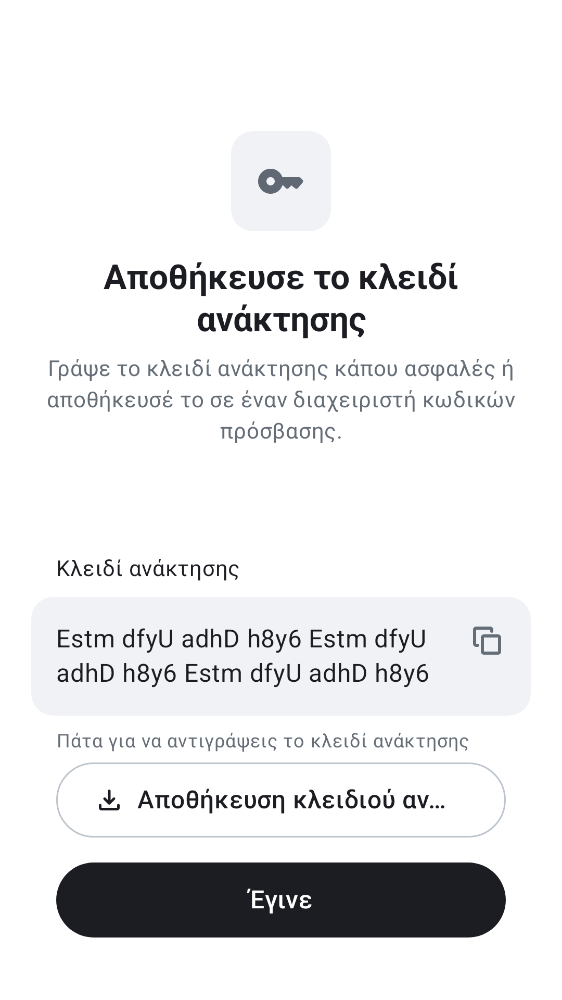 Αποθήκευσε το κλειδί
ανάκτησης
Γράψε το κλειδί ανάκτησης κάπου ασφαλές ή
αποθήκευσέ το σε έναν διαχειριστή κωδικών
πρόσβασης.
Κλειδί ανάκτησης
Estm dfyU adhD h8y6 Estm dfyU
adhD h8y6 Estm dfyU adhD h8y6
Πάτα για να αντιγράψεις το κλειδί ανάκτησης
Αποθήκευση κλειδιού αν…
Έγινε